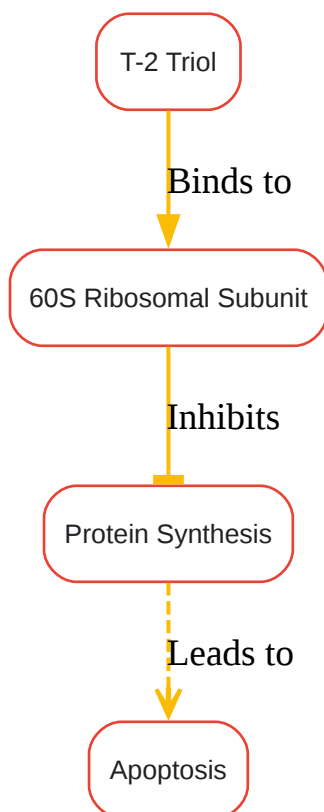 T-2 Triol
Binds to
60S Ribosomal Subunit
Inhibits
Protein Synthesis
Leads to
Apoptosis